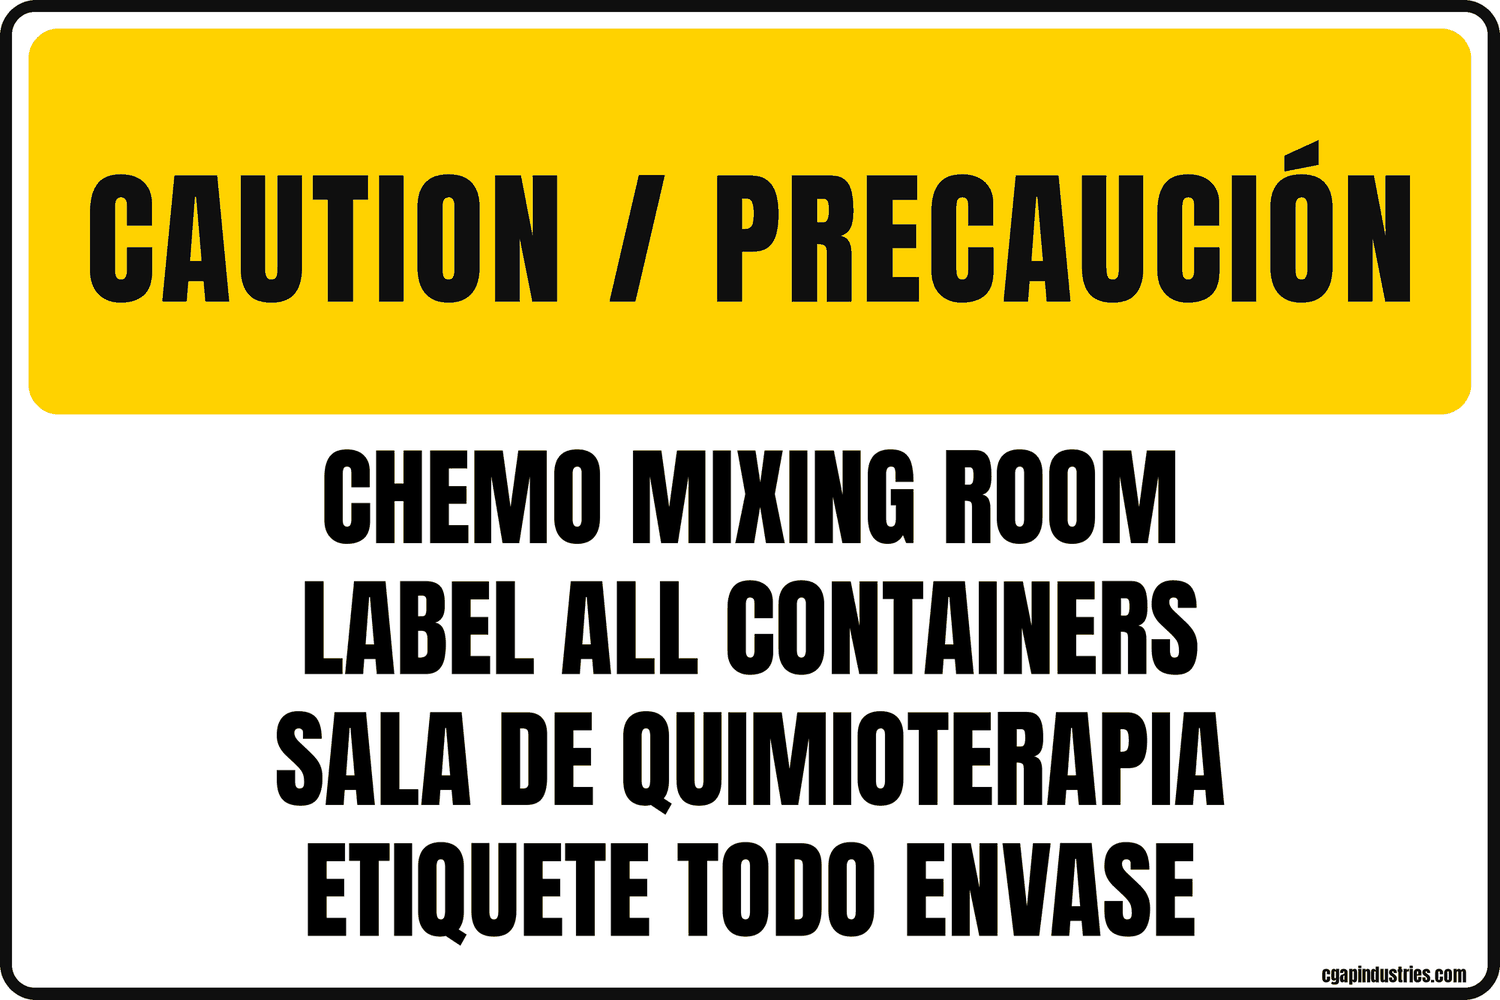 CAUTION / PRECAUCIÓN
CHEMO MIXING ROOM
LABEL ALL CONTAINERS
SALA DE QUIMIOTERAPIA
ETIQUETE TODO ENVASE
cgapindustries.com